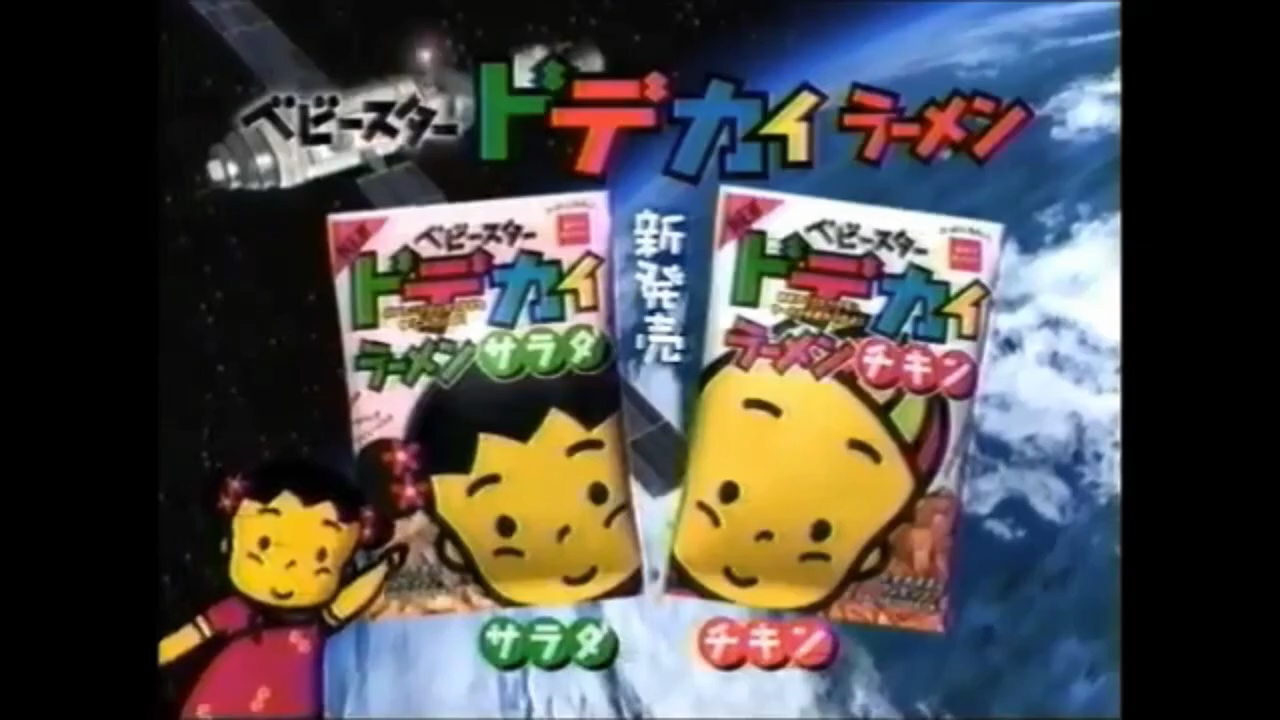 ベビースター ドデカイ ラーメン
新発売
NEW
ベビースター
ドデカイ
ラーメン サラダ
NEW
ベビースター
ドデカイ
ラーメン チキン
サラダ
チキン